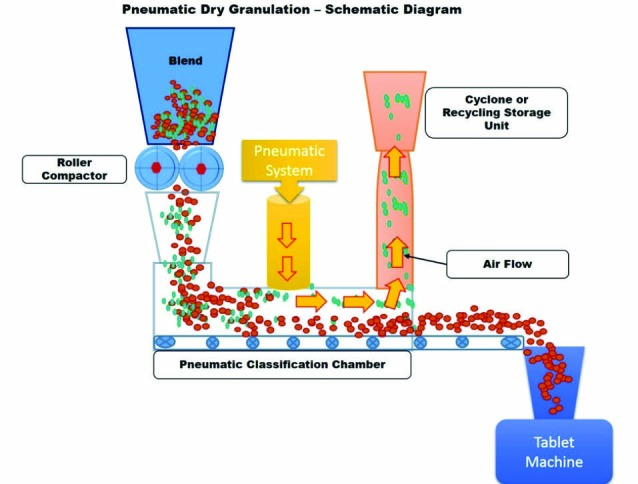 Pneumatic Dry Granulation – Schematic Diagram
Blend
Roller
Compactor
Pneumatic
System
Cyclone or
Recycling Storage
Unit
Air Flow
Pneumatic Classification Chamber
Tablet
Machine